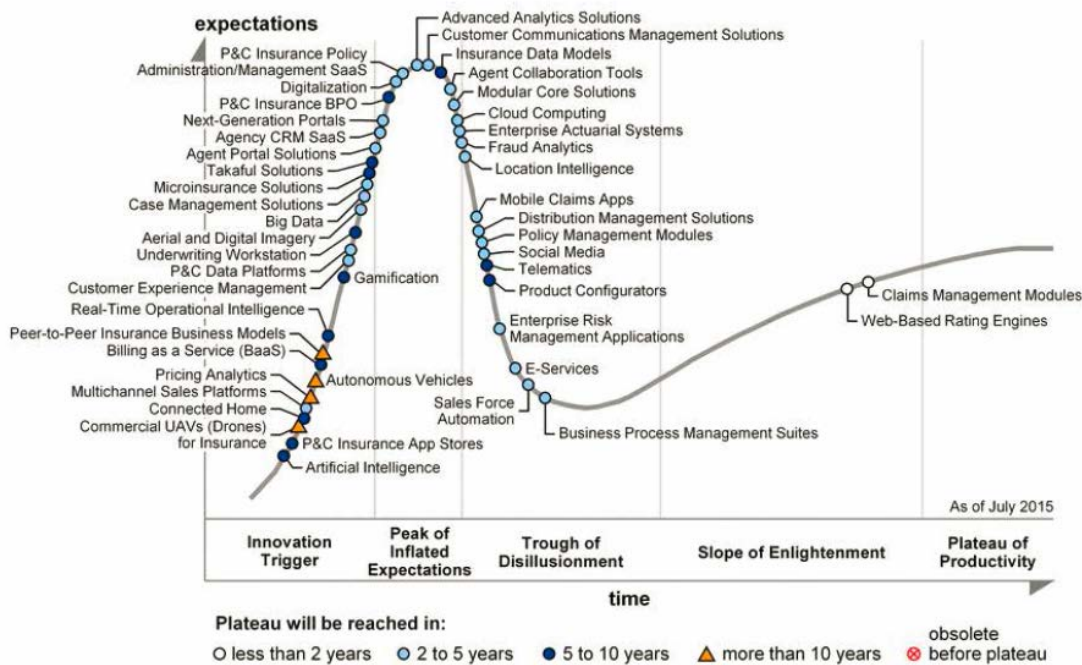 expectations
Advanced Analytics Solutions
Customer Communications Management Solutions
P&C Insurance Policy
Administration/Management SaaS
Insurance Data Models
Agent Collaboration Tools
Digitalization
Modular Core Solutions
P&C Insurance BPO
Cloud Computing
Next-Generation Portals
Enterprise Actuarial Systems
Agency CRM SaaS
Fraud Analytics
Agent Portal Solutions
Location Intelligence
Takaful Solutions
Microinsurance Solutions
Case Management Solutions
Mobile Claims Apps
Big Data
Distribution Management Solutions
Aerial and Digital Imagery
Policy Management Modules
Underwriting Workstation
Social Media
P&C Data Platforms
Telematics
Customer Experience Management
Gamification
Product Configurators
Real-Time Operational Intelligence
Claims Management Modules
Web-Based Rating Engines
Peer-to-Peer Insurance Business Models
Enterprise Risk
Management Applications
Billing as a Service (BaaS)
E-Services
Pricing Analytics
Autonomous Vehicles
Multichannel Sales Platforms
Sales Force
Automation
Connected Home
Commercial UAVs (Drones)
for Insurance
Business Process Management Suites
P&C Insurance App Stores
Artificial Intelligence
As of July 2015
Innovation
Trigger
Peak of
Inflated
Expectations
Trough of
Disillusionment
Slope of Enlightenment
Plateau of
Productivity
time
Plateau will be reached in:
less than 2 years
2 to 5 years
5 to 10 years
more than 10 years
obsolete
before plateau